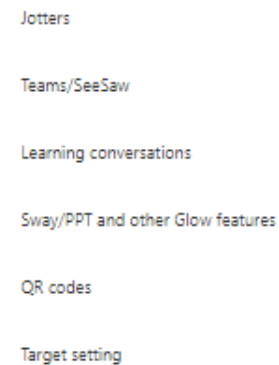 Jotters
Teams/SeeSaw
Learning conversations
Sway/PPT and other Glow features
QR codes
Target setting